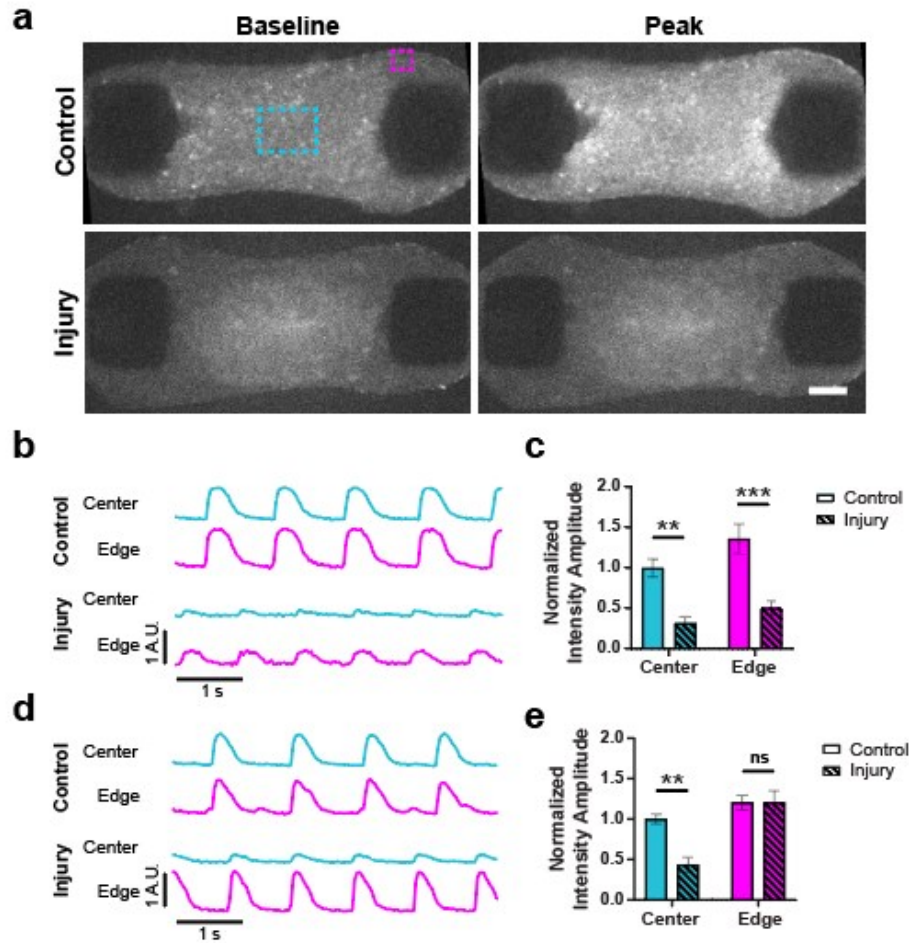 a
Baseline
Peak
Control
Injury
b
Control
Center
Edge
Injury
Center
Edge
1 A.U.
1 s
c
Normalized
Intensity Amplitude
2.0
1.5
1.0
0.5
0.0
**
***
Center
Edge
Control
Injury
d
Control
Center
Edge
Injury
Center
Edge
1 A.U.
1 s
e
Normalized
Intensity Amplitude
2.0
1.5
1.0
0.5
0.0
**
ns
Center
Edge
Control
Injury